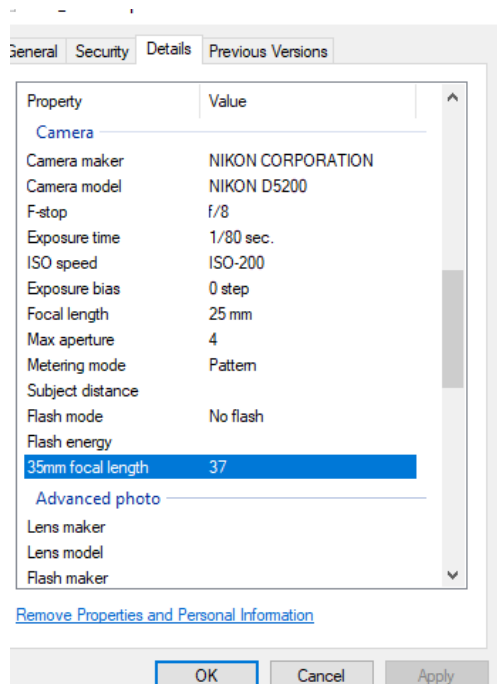 General Security Details Previous Versions
Property Value
Camera
Camera maker NIKON CORPORATION
Camera model NIKON D5200
F-stop f/8
Exposure time 1/80 sec.
ISO speed ISO-200
Exposure bias 0 step
Focal length 25 mm
Max aperture 4
Metering mode Pattern
Subject distance
Flash mode No flash
Flash energy
35mm focal length 37
Advanced photo
Lens maker
Lens model
Flash maker
Remove Properties and Personal Information
OK Cancel Apply